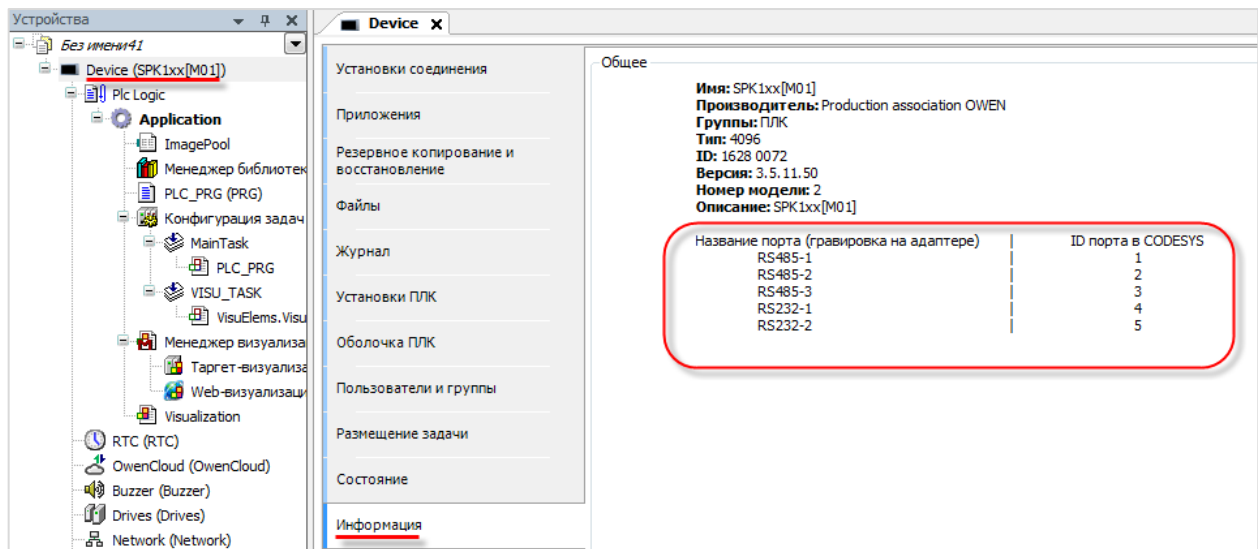 Устройства
Без имени41
Device (SPK1xx[M01])
Plc Logic
Application
ImagePool
Менеджер библиотек
PLC_PRG (PRG)
Конфигурация задач
MainTask
PLC_PRG
VISU_TASK
VisuElems.Visu
Менеджер визуализа
Таргет-визуализа
Web-визуализаци
Visualization
RTC (RTC)
OwenCloud (OwenCloud)
Buzzer (Buzzer)
Drives (Drives)
Network (Network)
Device
Установки соединения
Приложения
Резервное копирование и
восстановление
Файлы
Журнал
Установки ПЛК
Оболочка ПЛК
Пользователи и группы
Размещение задачи
Состояние
Информация
Общее
Имя: SPK1xx[M01]
Производитель: Production association OWEN
Группы: ПЛК
Тип: 4096
ID: 1628 0072
Версия: 3.5.11.50
Номер модели: 2
Описание: SPK1xx[M01]
Название порта (гравировка на адаптере) | ID порта в CODESYS
RS485-1 | 1
RS485-2 | 2
RS485-3 | 3
RS232-1 | 4
RS232-2 | 5